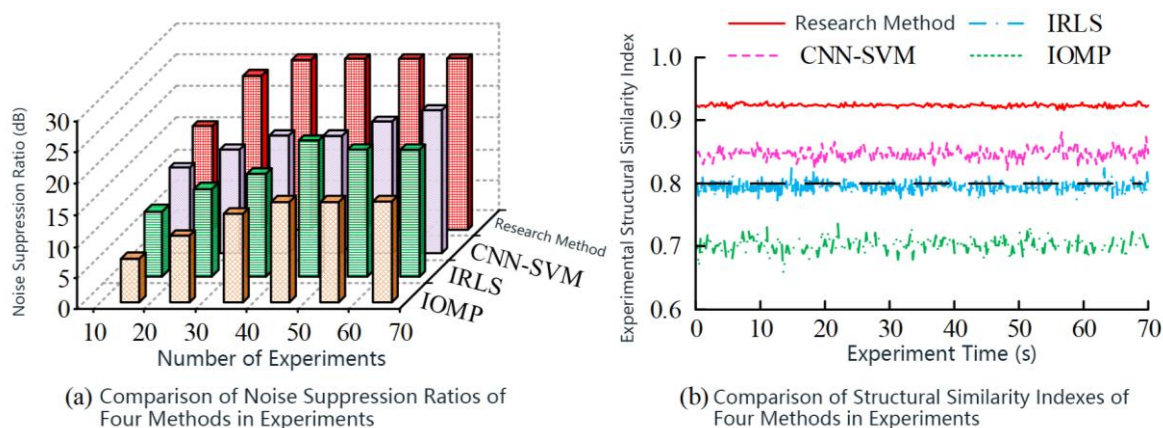 Noise Suppression Ratio (dB)
30
25
20
15
10
5
0
10 20 30 40 50 60 70
Number of Experiments
Research Method
CNN-SVM
IRLS
IOMP
(a) Comparison of Noise Suppression Ratios of
Four Methods in Experiments
Research Method IRLS
CNN-SVM IOMP
Experimental Structural Similarity Index
1.0
0.9
0.8
0.7
0.6
0 10 20 30 40 50 60 70
Experiment Time (s)
(b) Comparison of Structural Similarity Indexes of
Four Methods in Experiments